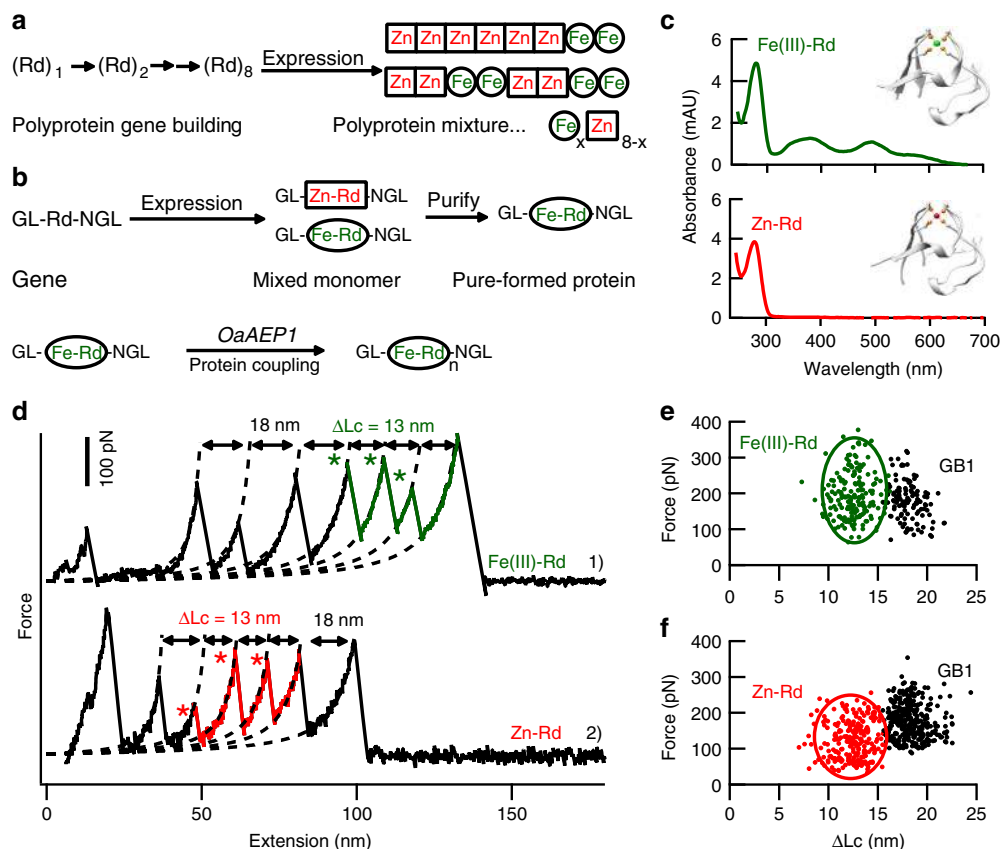 a
(Rd)1 (Rd)2 (Rd)8 Expression
Zn Zn Zn Zn Zn Zn Fe Fe
Zn Zn Fe Fe Zn Zn Fe Fe
Polyprotein gene building Polyprotein mixture... Fe x Zn 8-x
b
GL-Rd-NGL Expression GL-Zn-Rd-NGL Purify GL-Fe-Rd-NGL
GL-Fe-Rd-NGL
Gene Mixed monomer Pure-formed protein
GL-Fe-Rd-NGL OaAEP1 GL-Fe-Rd-NGL
Protein coupling n
c
Absorbance (mAU)
6
Fe(III)-Rd
4
2
0
6
Zn-Rd
4
2
0
300 400 500 600 700
Wavelength (nm)
d
100 pN
18 nm ΔLc = 13 nm
* * *
Fe(III)-Rd 1)
Force
ΔLc = 13 nm 18 nm
* * *
Zn-Rd 2)
0 50 100 150
Extension (nm)
e
Force (pN)
400
300
200
100
0
Fe(III)-Rd GB1
0 5 10 15 20 25
f
Force (pN)
400
300
200
100
0
Zn-Rd GB1
0 5 10 15 20 25
ΔLc (nm)